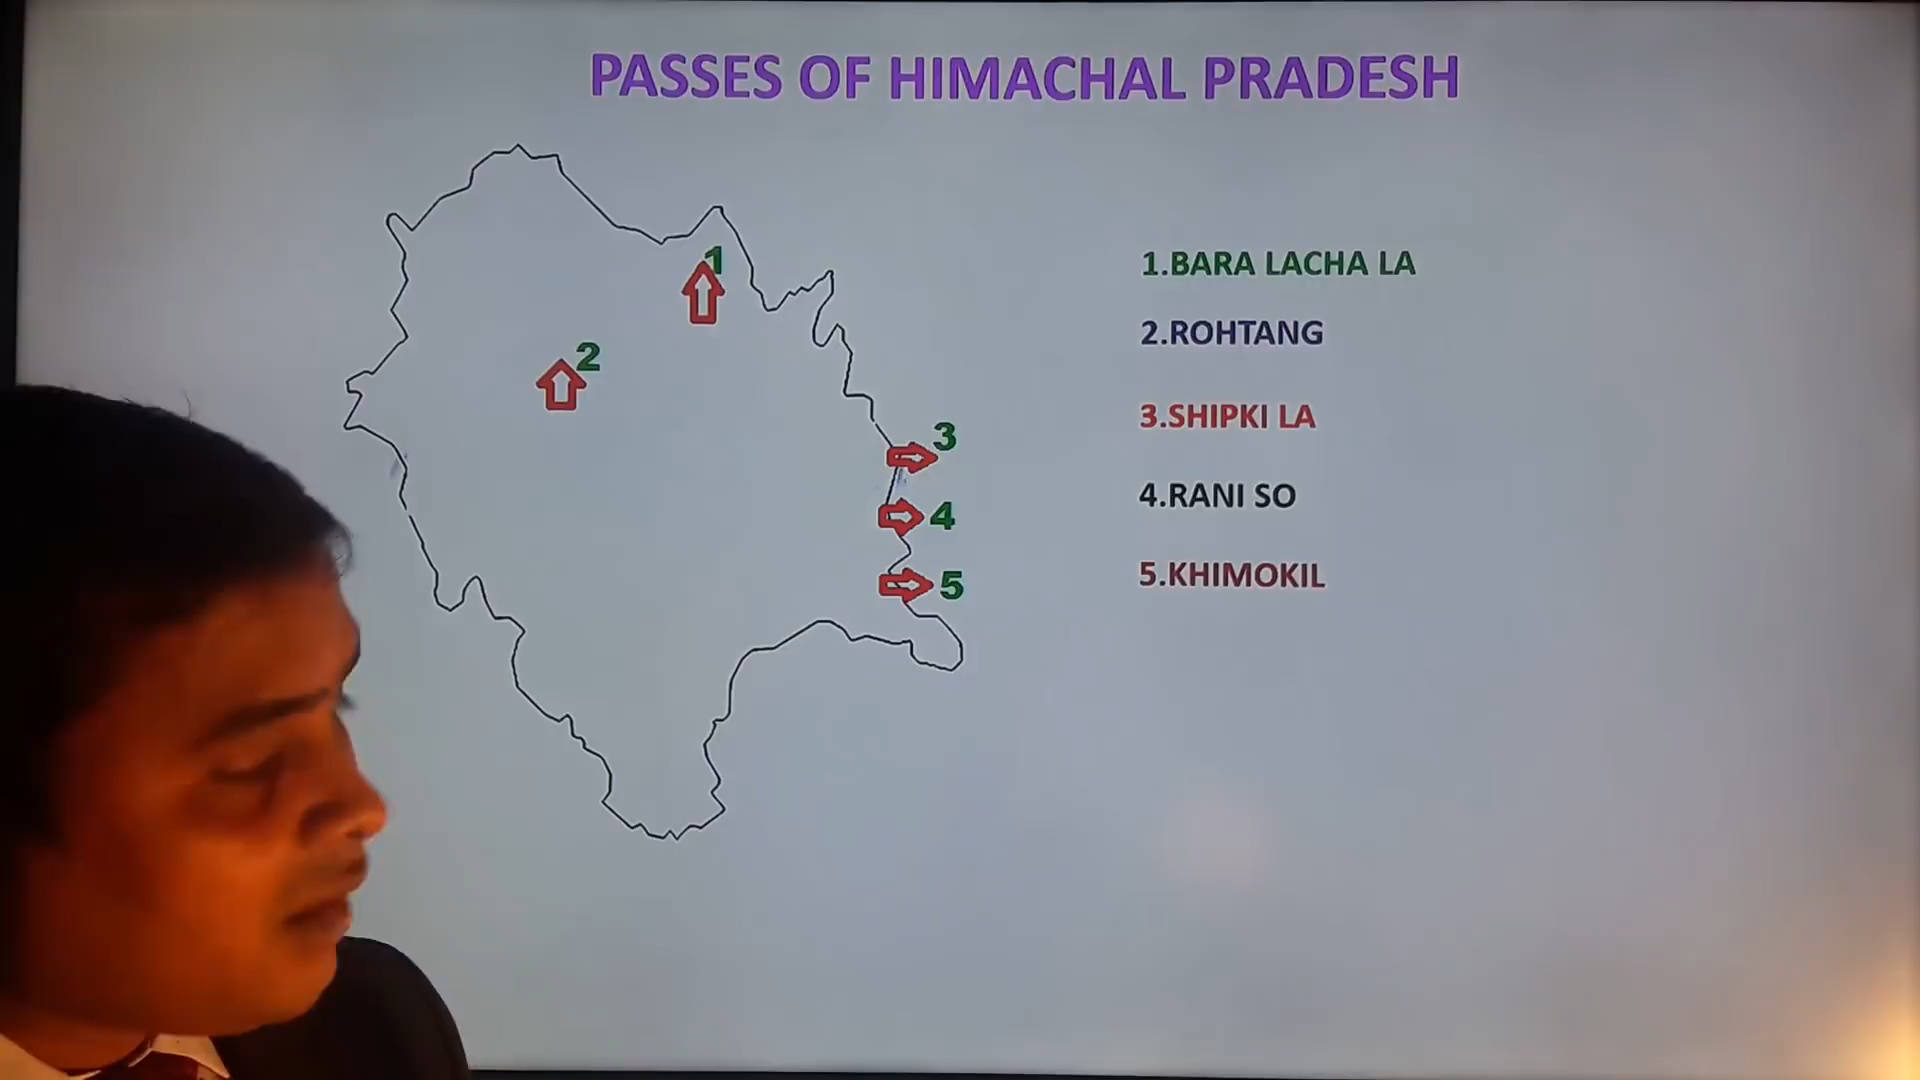 PASSES OF HIMACHAL PRADESH
1
2
3
4
5
1.BARA LACHA LA
2.ROHTANG
3.SHIPKI LA
4.RANI SO
5.KHIMOKIL